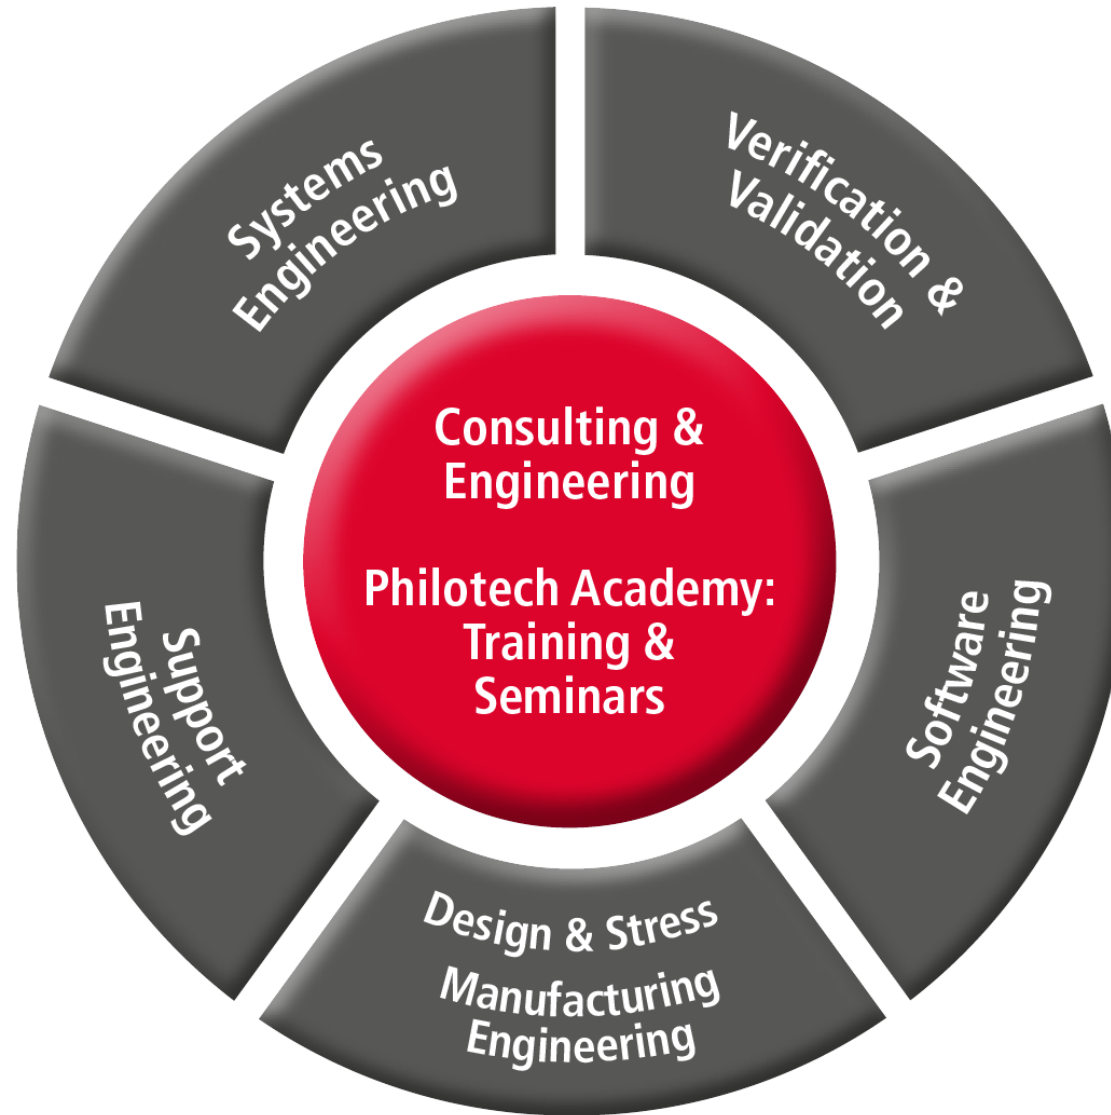 Systems
Engineering
Verification &
Validation
Consulting &
Engineering
Philotech Academy:
Training &
Seminars
Support
Engineering
Software
Engineering
Design & Stress
Manufacturing
Engineering